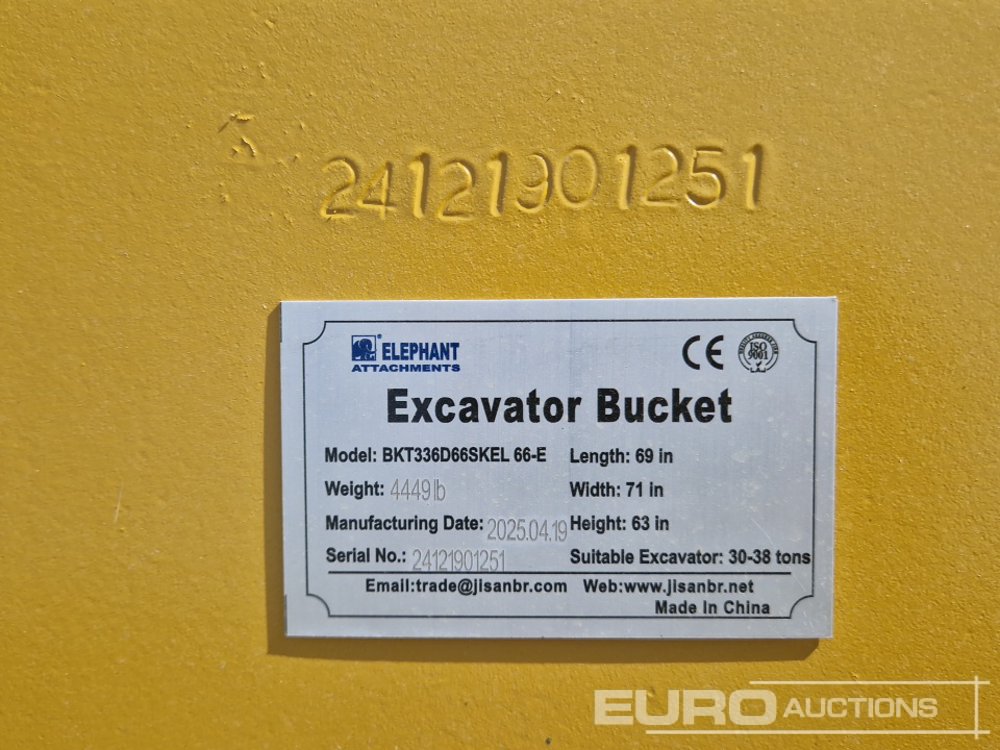 24121901251
ELEPHANT
ATTACHMENTS
CE
ISO
9001
Excavator Bucket
Model: BKT336D66SKEL 66-E
Length: 69 in
Weight: 4449 lb
Width: 71 in
Manufacturing Date: 2025.04.19
Height: 63 in
Serial No.: 24121901251
Suitable Excavator: 30-38 tons
Email:trade@jlsanbr.com Web:www.jlsanbr.net
Made In China
EURO AUCTIONS